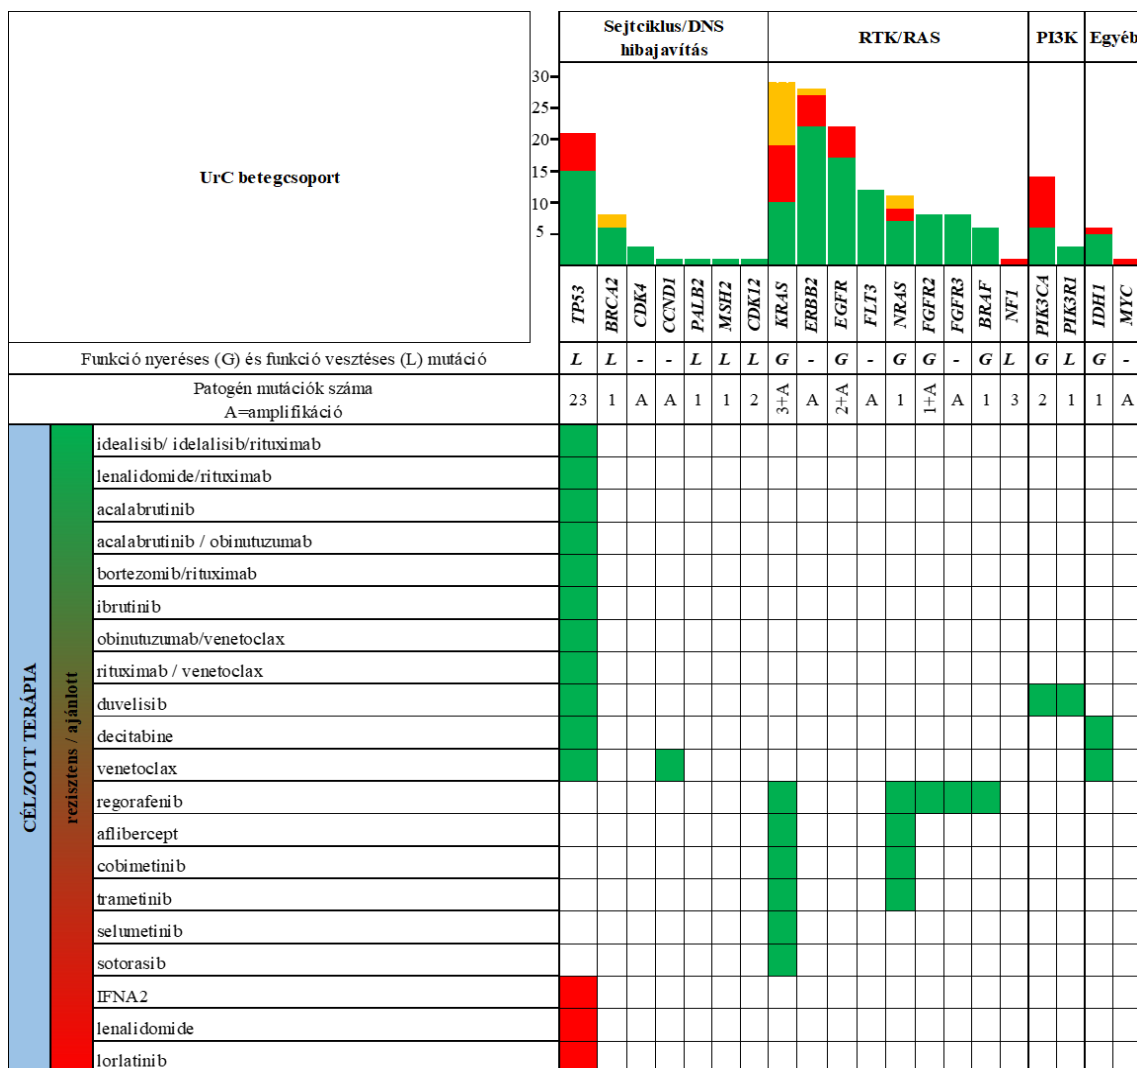 Sejtciklus/DNS
hibajavítás
RTK/RAS
PI3K
Egyéb
30
25
20
15
10
5
UrC betegcsoport
TP53 BRCA2 CDK4 CCND1 PALB2 MSH2 CDK12 KRAS ERBB2 EGFR FLT3 NRAS FGFR2 FGFR3 BRAF NF1 PIK3CA PIK3R1 IDH1 MYC
Funkció nyeréses (G) és funkció vesztéses (L) mutáció L L - - L L L G - G - G G - G L G L G -
Patogén mutációk száma
A=amplifikáció
23 1 A A 1 1 2 3+A A 2+A A 1 1+A A 1 3 2 1 1 A
CÉLZOTT TERÁPIA
rezisztens / ajánlott
idealisib/ idelalisib/rituximab
lenalidomide/rituximab
acalabrutinib
acalabrutinib / obinutuzumab
bortezomib/rituximab
ibrutinib
obinutuzumab/venetoclax
rituximab / venetoclax
duvelisib
decitabine
venetoclax
regorafenib
aflibercept
cobimetinib
trametinib
selumetinib
sotorasib
IFNA2
lenalidomide
lorlatinib